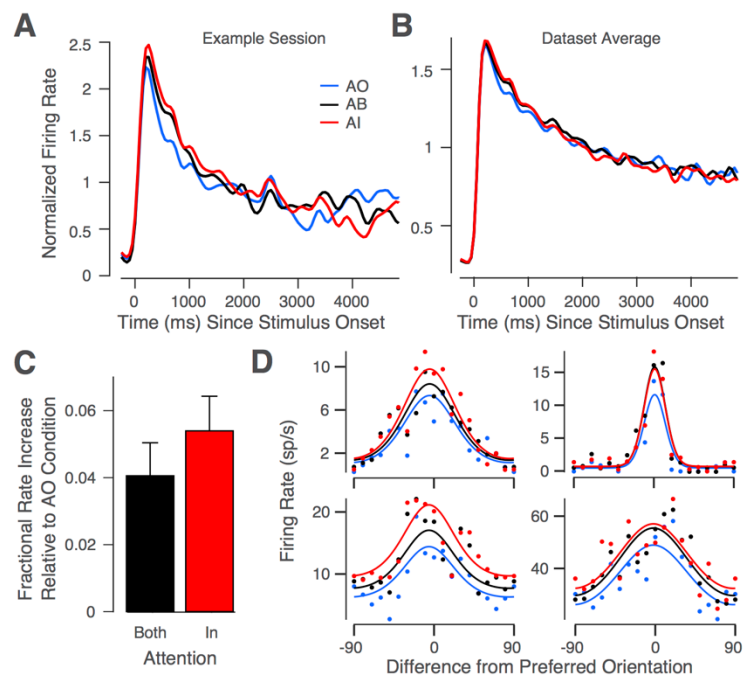 A
Example Session
Normalized Firing Rate
2.5
2
1.5
1
0.5
0
AO
AB
AI
0
1000
2000
3000
4000
Time (ms) Since Stimulus Onset
B
Dataset Average
1.5
1
0.5
0
1000
2000
3000
4000
Time (ms) Since Stimulus Onset
C
Fractional Rate Increase
Relative to AO Condition
0.06
0.04
0.02
0
Both
In
Attention
D
Firing Rate (sp/s)
10
6
2
15
10
5
0
20
10
60
40
-90
0
90
-90
0
90
Difference from Preferred Orientation